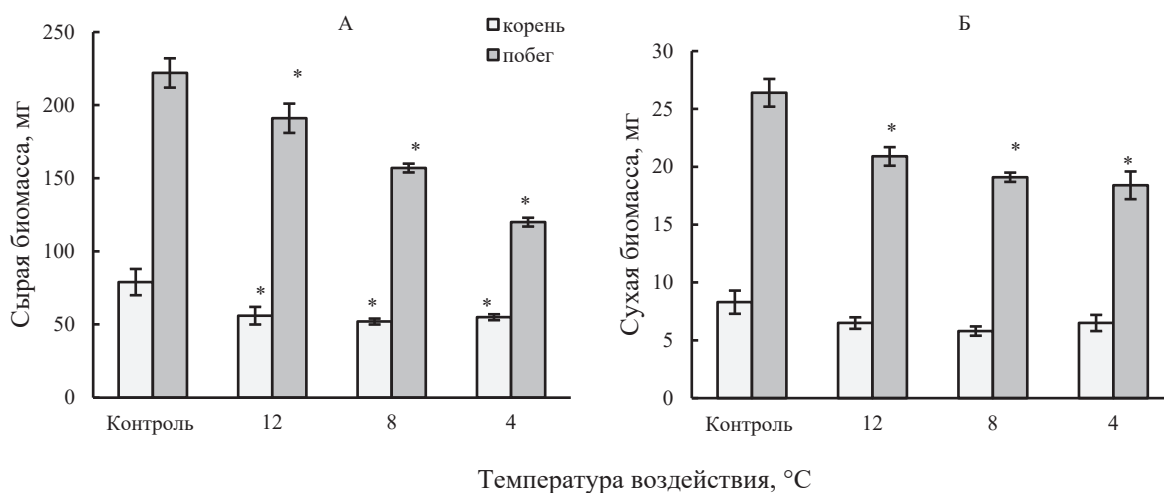 А
корень
побег
Сырая биомасса, мг
250
200
150
100
50
0
*
*
*
*
*
*
Контроль 12 8 4
Б
Сухая биомасса, мг
30
25
20
15
10
5
0
*
*
*
Контроль 12 8 4
Температура воздействия, °C